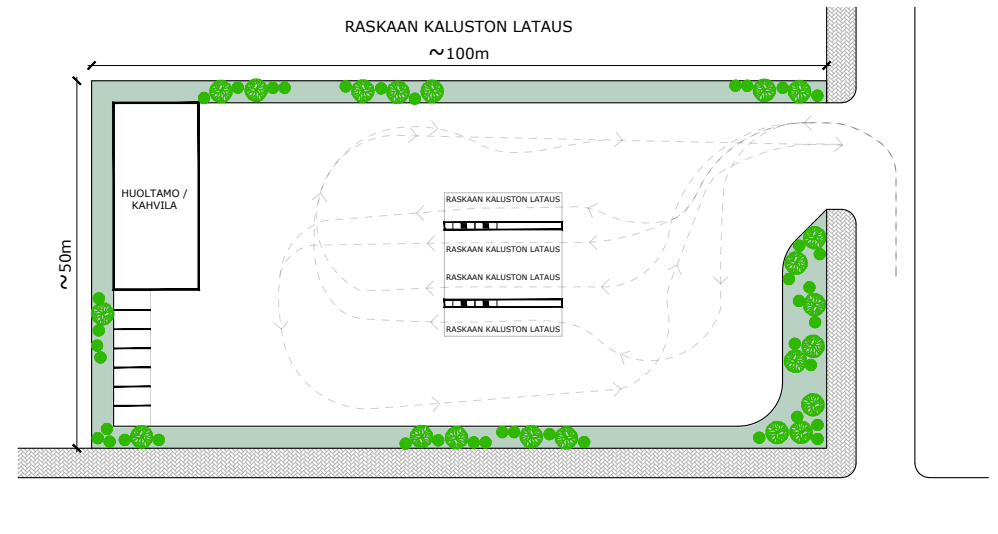 RASKAAN KALUSTON LATAUS
~100m
HUOLTAMO /
KAHVILA
~50m
RASKAAN KALUSTON LATAUS
RASKAAN KALUSTON LATAUS
RASKAAN KALUSTON LATAUS
RASKAAN KALUSTON LATAUS